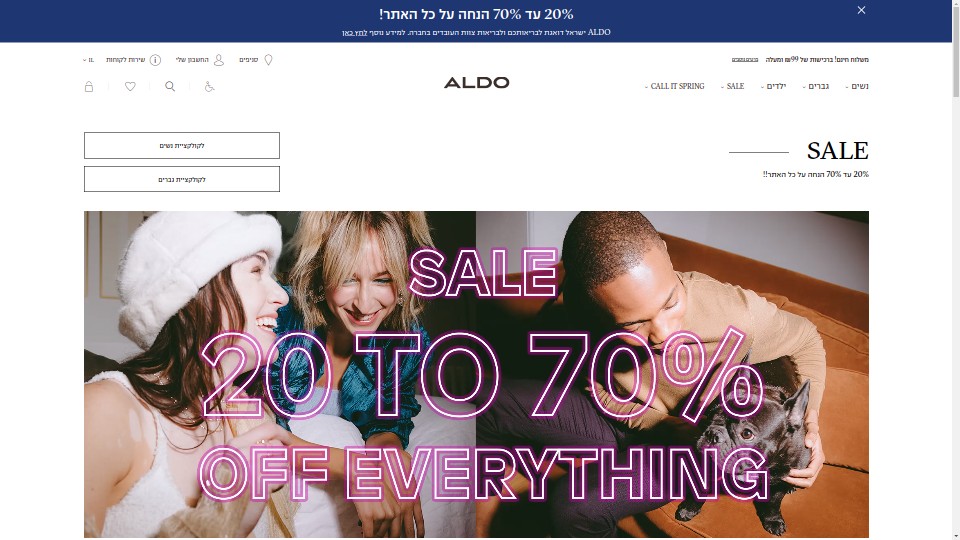 20% עד 70% הנחה על כל האתר!
ALDO ישראל דואגת לבריאותכם ולבריאות צוות העובדים בחברה. למידע נוסף לחץ כאן
משלוח חינם! ברכישות של 99₪ ומעלה
סניפים
החשבון שלי
שירות לקוחות
IL
ALDO
נשים
גברים
ילדים
SALE
CALL IT SPRING
SALE
20% עד 70% הנחה על כל האתר!!
לקולקציית נשים
לקולקציית גברים
SALE
20 TO 70%
OFF EVERYTHING